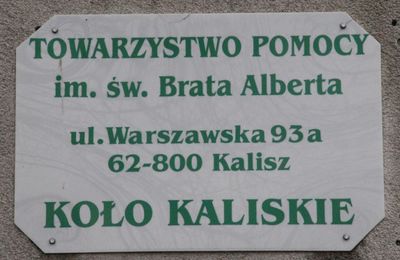 TOWARZYSTWO POMOCY
im. św. Brata Alberta
ul. Warszawska 93a
62-800 Kalisz
KOŁO KALISKIE